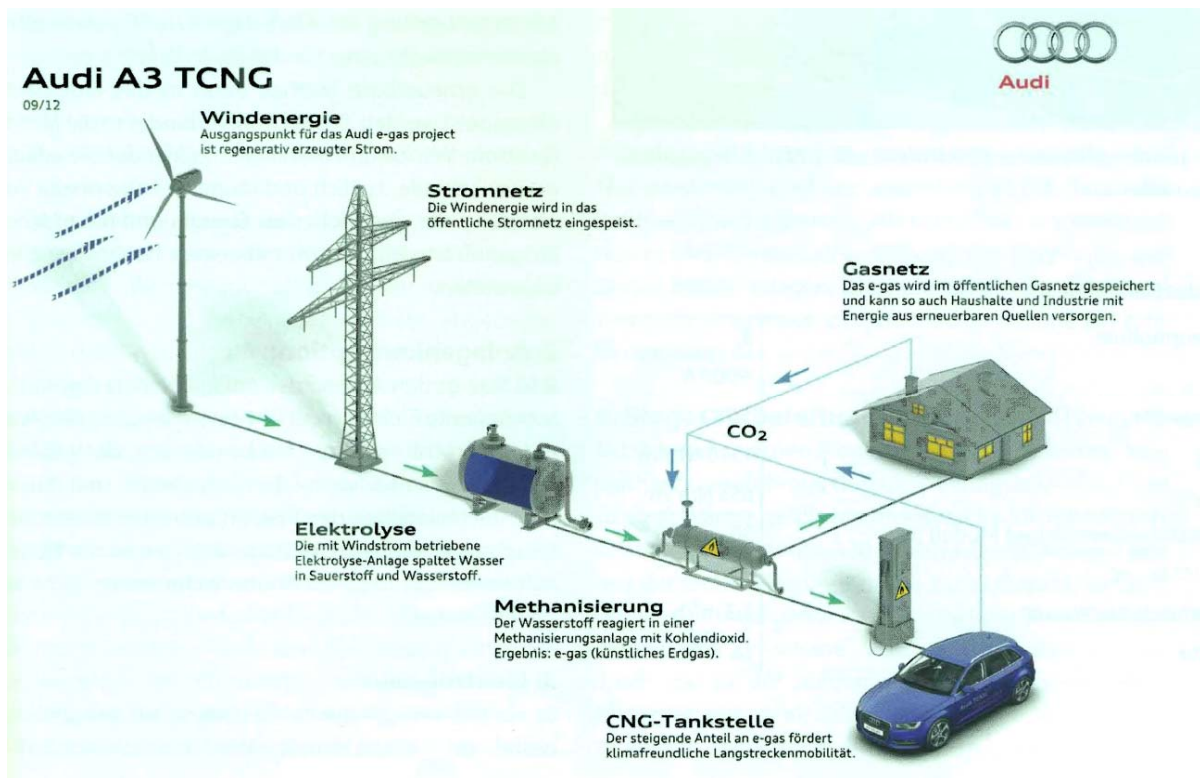 Audi A3 TCNG
09/12
Audi
Windenergie
Ausgangspunkt für das Audi e-gas project
ist regenerativ erzeugter Strom.
Stromnetz
Die Windenergie wird in das
öffentliche Stromnetz eingespeist.
Gasnetz
Das e-gas wird im öffentlichen Gasnetz gespeichert
und kann so auch Haushalte und Industrie mit
Energie aus erneuerbaren Quellen versorgen.
CO₂
Elektrolyse
Die mit Windstrom betriebene
Elektrolyse-Anlage spaltet Wasser
in Sauerstoff und Wasserstoff.
Methanisierung
Der Wasserstoff reagiert in einer
Methanisierungsanlage mit Kohlendioxid.
Ergebnis: e-gas (künstliches Erdgas).
CNG-Tankstelle
Der steigende Anteil an e-gas fördert
klimafreundliche Langstreckenmobilität.